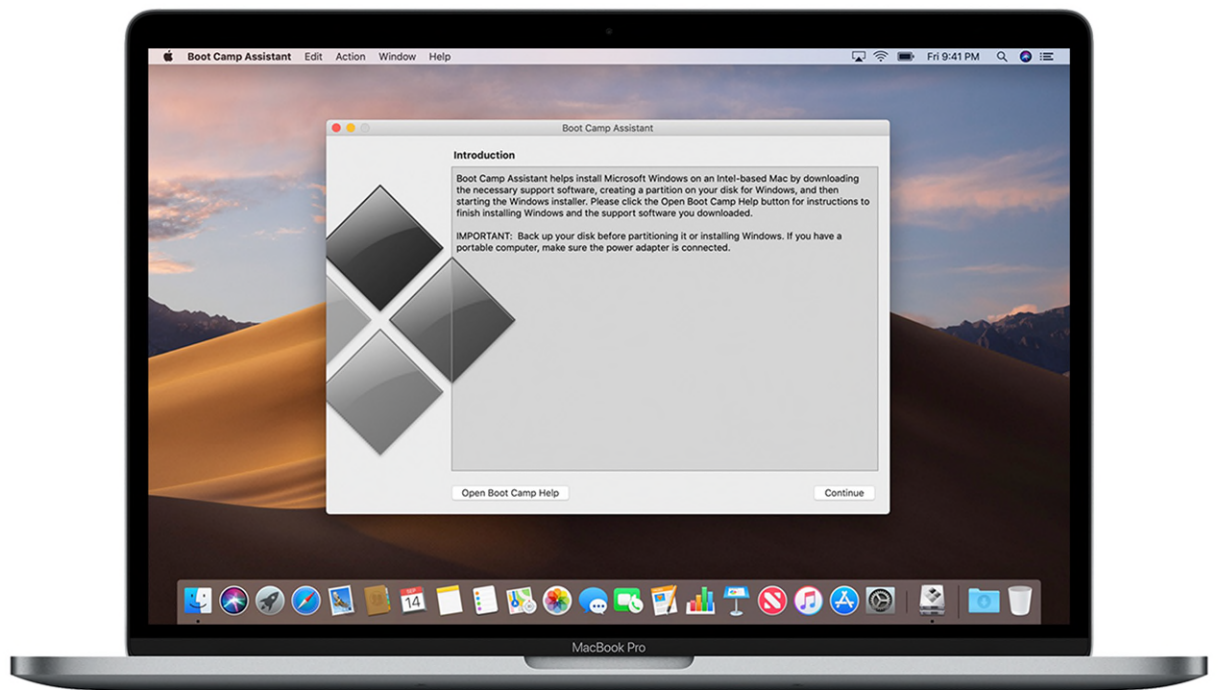 Boot Camp Assistant Edit Action Window Help Fri 9:41 PM
Boot Camp Assistant
Introduction
Boot Camp Assistant helps install Microsoft Windows on an Intel-based Mac by downloading
the necessary support software, creating a partition on your disk for Windows, and then
starting the Windows installer. Please click the Open Boot Camp Help button for instructions to
finish installing Windows and the support software you downloaded.
IMPORTANT: Back up your disk before partitioning it or installing Windows. If you have a
portable computer, make sure the power adapter is connected.
Open Boot Camp Help Continue
SEP
14
MacBook Pro